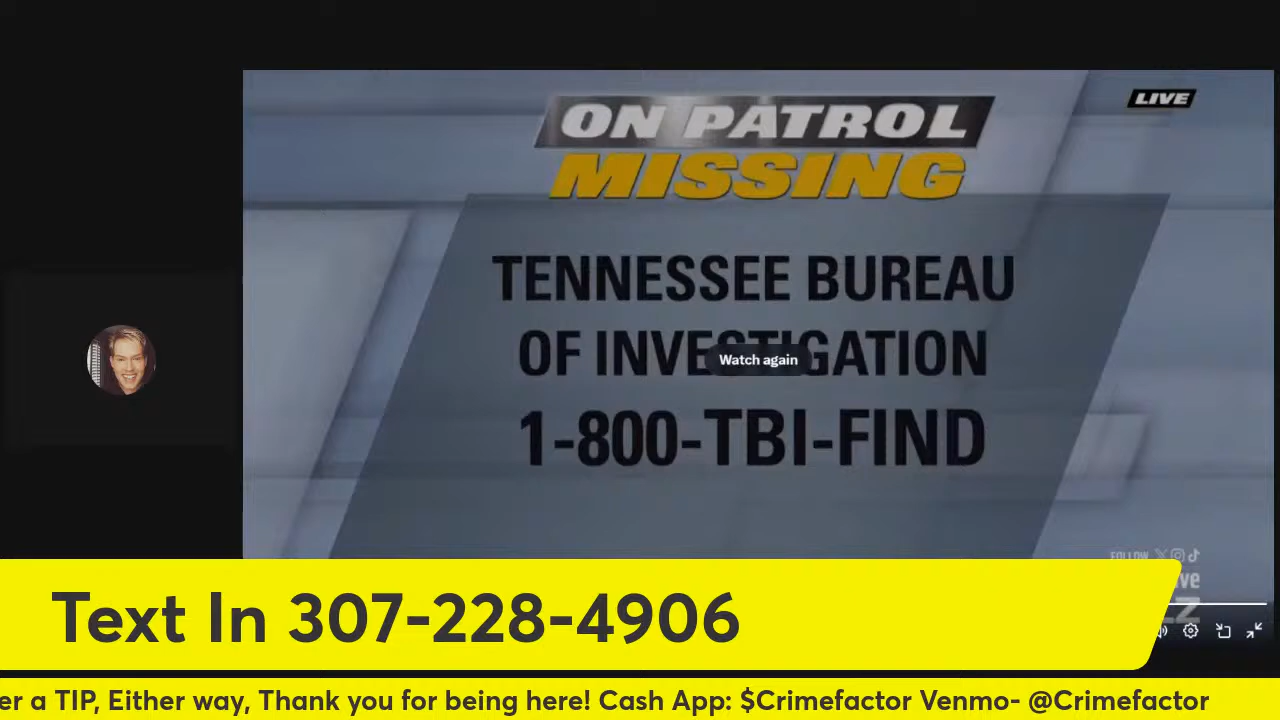 LIVE
ON PATROL
MISSING
TENNESSEE BUREAU
OF INVESTIGATION
Watch again
1-800-TBI-FIND
FOLLOW
Text In 307-228-4906
er a TIP, Either way, Thank you for being here! Cash App: $Crimefactor Venmo- @Crimefactor